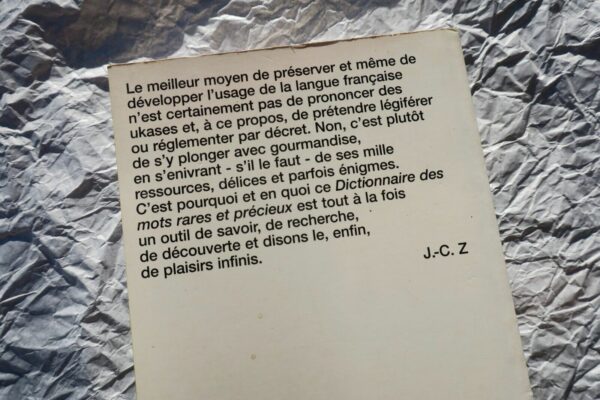 Le meilleur moyen de préserver et même de
développer l'usage de la langue française
n'est certainement pas de prononcer des
ukases et, à ce propos, de prétendre légiférer
ou réglementer par décret. Non, c'est plutôt
de s'y plonger avec gourmandise,
en s'enivrant - s'il le faut - de ses mille
ressources, délices et parfois énigmes.
C'est pourquoi et en quoi ce Dictionnaire des
mots rares et précieux est tout à la fois
un outil de savoir, de recherche,
de découverte et disons le, enfin,
de plaisirs infinis.
J.-C. Z